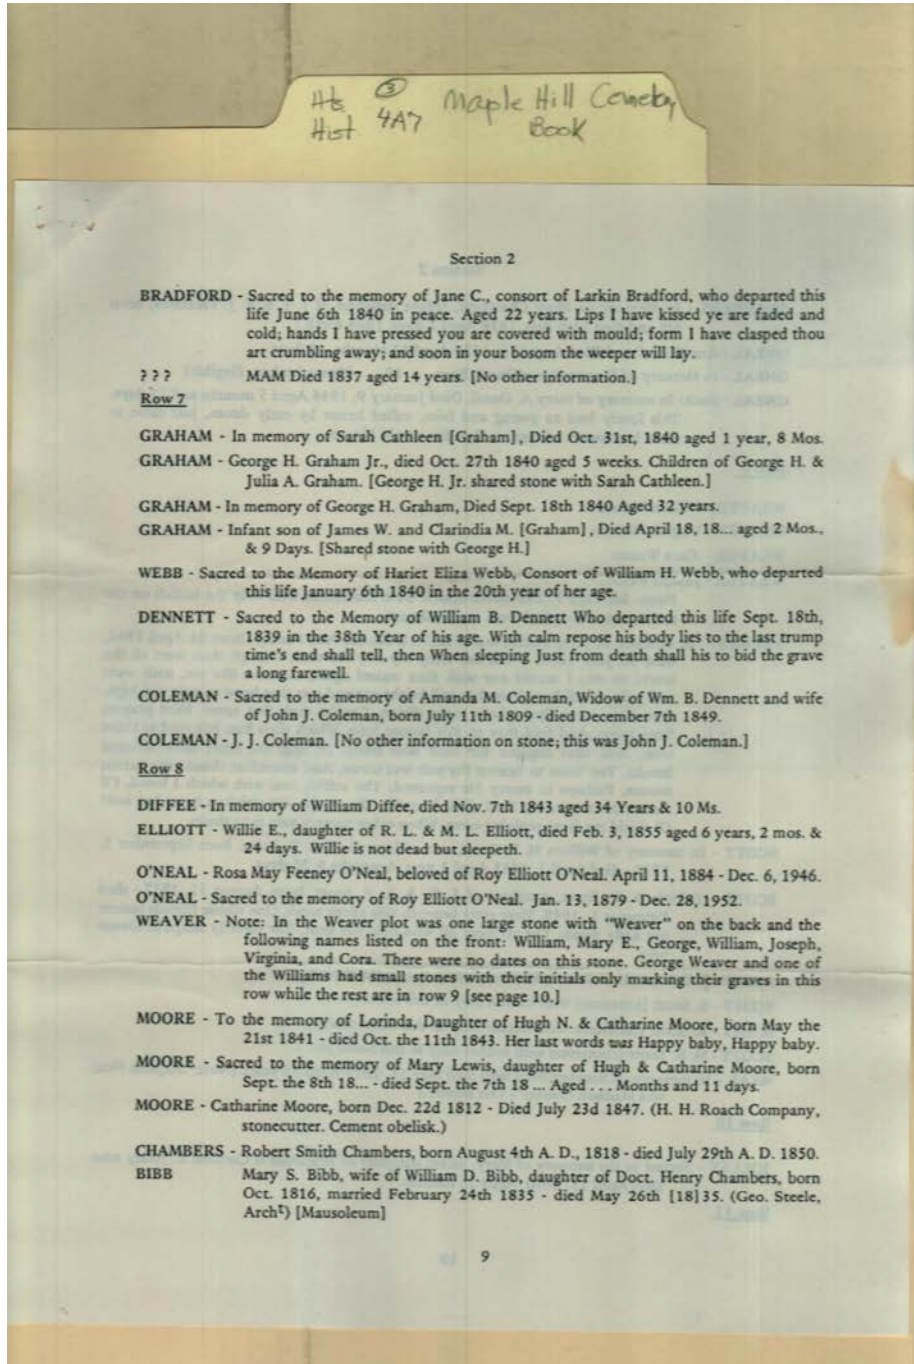 Hts. ③ Maple Hill Cemetery
Hist 4A7 Book
Section 2
BRADFORD - Sacred to the memory of Jane C., consort of Larkin Bradford, who departed this
life June 6th 1840 in peace. Aged 22 years. Lips I have kissed ye are faded and
cold; hands I have pressed you are covered with mould; form I have clasped thou
art crumbling away; and soon in your bosom the weeper will lay.
? ? ? MAM Died 1837 aged 14 years. [No other information.]
Row 7
GRAHAM - In memory of Sarah Cathleen [Graham], Died Oct. 31st, 1840 aged 1 year, 8 Mos.
GRAHAM - George H. Graham Jr., died Oct. 27th 1840 aged 5 weeks. Children of George H. &
Julia A. Graham. [George H. Jr. shared stone with Sarah Cathleen.]
GRAHAM - In memory of George H. Graham, Died Sept. 18th 1840 Aged 32 years.
GRAHAM - Infant son of James W. and Clarindia M. [Graham], Died April 18, 18... aged 2 Mos.,
& 9 Days. [Shared stone with George H.]
WEBB - Sacred to the Memory of Hariet Eliza Webb, Consort of William H. Webb, who departed
this life January 6th 1840 in the 20th year of her age.
DENNETT - Sacred to the Memory of William B. Dennett Who departed this life Sept. 18th,
1839 in the 38th Year of his age. With calm repose his body lies to the last trump
time's end shall tell, then When sleeping Just from death shall his to bid the grave
a long farewell.
COLEMAN - Sacred to the memory of Amanda M. Coleman, Widow of Wm. B. Dennett and wife
of John J. Coleman, born July 11th 1809 - died December 7th 1849.
COLEMAN - J. J. Coleman. [No other information on stone; this was John J. Coleman.]
Row 8
DIFFEE - In memory of William Diffee, died Nov. 7th 1843 aged 34 Years & 10 Ms.
ELLIOTT - Willie E., daughter of R. L. & M. L. Elliott, died Feb. 3, 1855 aged 6 years, 2 mos. &
24 days. Willie is not dead but sleepeth.
O'NEAL - Rosa May Feeney O'Neal, beloved of Roy Elliott O'Neal. April 11, 1884 - Dec. 6, 1946.
O'NEAL - Sacred to the memory of Roy Elliott O'Neal. Jan. 13, 1879 - Dec. 28, 1952.
WEAVER - Note: In the Weaver plot was one large stone with "Weaver" on the back and the
following names listed on the front: William, Mary E., George, William, Joseph,
Virginia, and Cora. There were no dates on this stone. George Weaver and one of
the Williams had small stones with their initials only marking their graves in this
row while the rest are in row 9 [see page 10.]
MOORE - To the memory of Lorinda, Daughter of Hugh N. & Catharine Moore, born May the
21st 1841 - died Oct. the 11th 1843. Her last words was Happy baby, Happy baby.
MOORE - Sacred to the memory of Mary Lewis, daughter of Hugh & Catharine Moore, born
Sept. the 8th 18... - died Sept. the 7th 18 ... Aged . . . Months and 11 days.
MOORE - Catharine Moore, born Dec. 22d 1812 - Died July 23d 1847. (H. H. Roach Company,
stonecutter. Cement obelisk.)
CHAMBERS - Robert Smith Chambers, born August 4th A. D., 1818 - died July 29th A. D. 1850.
BIBB Mary S. Bibb, wife of William D. Bibb, daughter of Doct. Henry Chambers, born
Oct. 1816, married February 24th 1835 - died May 26th [18]35. (Geo. Steele,
Archᵗ) [Mausoleum]
9